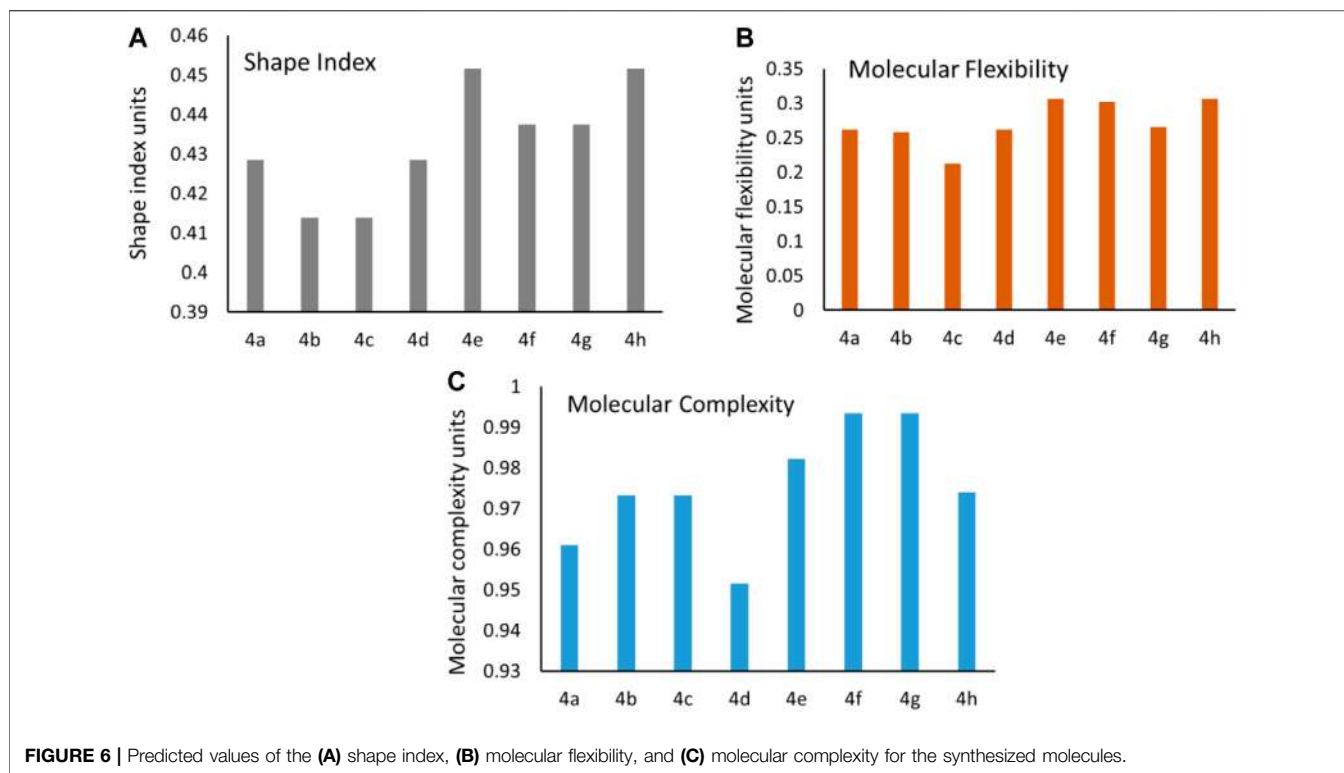 A
Shape Index
Shape index units
0.46
0.45
0.44
0.43
0.42
0.41
0.4
0.39
4a 4b 4c 4d 4e 4f 4g 4h
B
Molecular Flexibility
Molecular flexibility units
0.35
0.3
0.25
0.2
0.15
0.1
0.05
0
4a 4b 4c 4d 4e 4f 4g 4h
C
Molecular Complexity
Molecular complexity units
1
0.99
0.98
0.97
0.96
0.95
0.94
0.93
4a 4b 4c 4d 4e 4f 4g 4h
FIGURE 6 | Predicted values of the (A) shape index, (B) molecular flexibility, and (C) molecular complexity for the synthesized molecules.